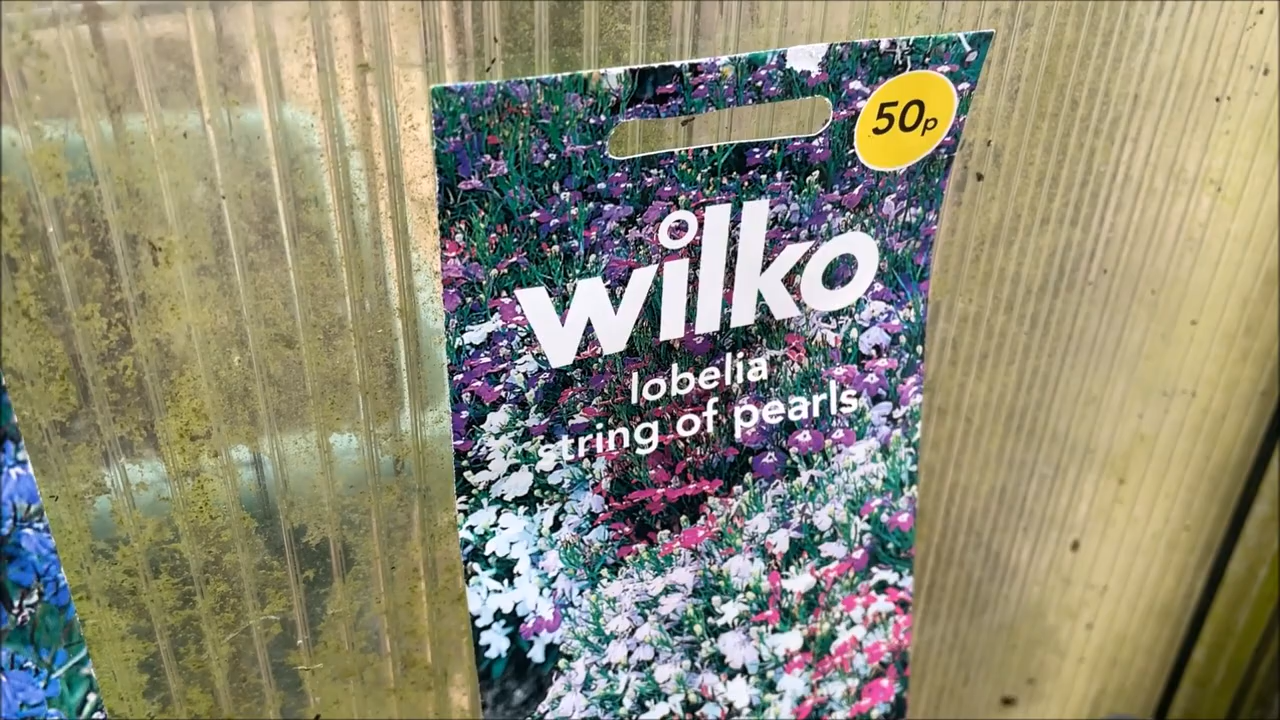 50p
wilko
lobelia
string of pearls